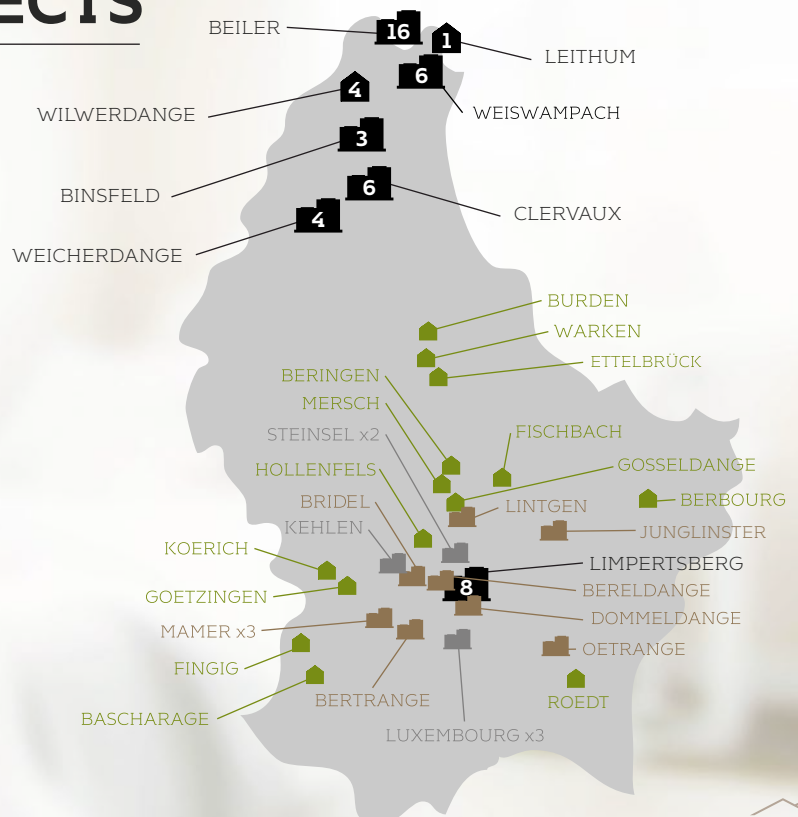 ECTS
BEILER
16
1
LEITHUM
6
4
WILWERDANGE
WEISWAMPACH
3
BINSFELD
6
CLERVAUX
4
WEICHERDANGE
BURDEN
WARKEN
ETTELBRÜCK
BERINGEN
MERSCH
STEINSEL x2
FISCHBACH
HOLLENFELS
GOSSELDANGE
BRIDEL
LINTGEN
BERBOURG
KEHLEN
JUNGLINSTER
KOERICH
LIMPERTSBERG
8
BERELDANGE
GOETZINGEN
DOMMELDANGE
MAMER x3
OETRANGE
FINGIG
BERTRANGE
ROEDT
BASCHARAGE
LUXEMBOURG x3